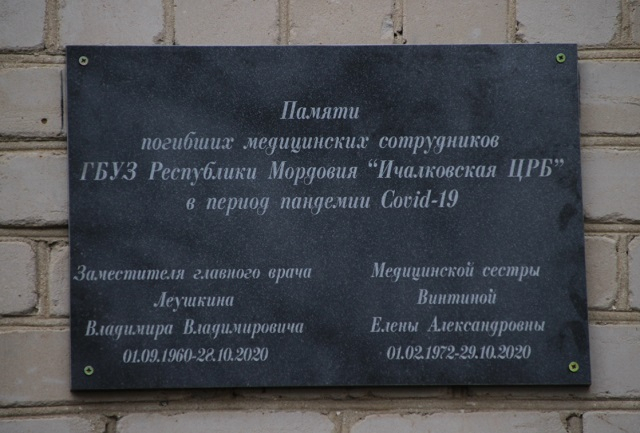 Памяти
погибших медицинских сотрудников
ГБУЗ Республики Мордовия "Ичалковская ЦРБ"
в период пандемии Covid-19
Заместителя главного врача
Леушкина
Владимира Владимировича
01.09.1960-28.10.2020
Медицинской сестры
Винтиной
Елены Александровны
01.02.1972-29.10.2020